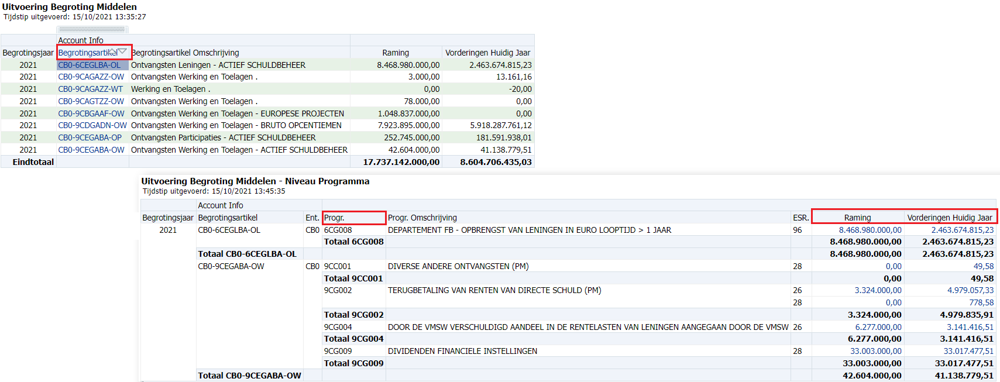 Uitvoering Begroting Middelen
Tijdstip uitgevoerd: 15/10/2021 13:35:27
Account Info
Begrotingsjaar Begrotingsartikel Begrotingsartikel Omschrijving Raming Vorderingen Huidig Jaar
2021 CB0-6CEGLBA-OL Ontvangsten Leningen - ACTIEF SCHULDBEHEER 8.468.980.000,00 2.463.674.815,23
2021 CB0-9CAGAZZ-OW Ontvangsten Werking en Toelagen . 3.000,00 13.161,16
2021 CB0-9CAGAZZ-WT Werking en Toelagen . 0,00 -20,00
2021 CB0-9CAGTZZ-OW Ontvangsten Werking en Toelagen . 78.000,00 0,00
2021 CB0-9CBGAAF-OW Ontvangsten Werking en Toelagen - EUROPESE PROJECTEN 1.048.837.000,00 0,00
2021 CB0-9CDGADN-OW Ontvangsten Werking en Toelagen - BRUTO OPCENTIEMEN 7.923.895.000,00 5.918.287.761,12
2021 CB0-9CEGABA-OP Ontvangsten Participaties - ACTIEF SCHULDBEHEER 252.745.000,00 181.591.938,01
2021 CB0-9CEGABA-OW Ontvangsten Werking en Toelagen - ACTIEF SCHULDBEHEER 42.604.000,00 41.138.779,51
Eindtotaal 17.737.142.000,00 8.604.706.435,03
Uitvoering Begroting Middelen - Niveau Programma
Tijdstip uitgevoerd: 15/10/2021 13:45:35
Account Info
Begrotingsjaar Begrotingsartikel Ent. Progr. Progr. Omschrijving ESR. Raming Vorderingen Huidig Jaar
2021 CB0-6CEGLBA-OL CB0 6CG008 DEPARTEMENT FB - OPBRENGST VAN LENINGEN IN EURO LOOPTIJD > 1 JAAR 96 8.468.980.000,00 2.463.674.815,23
Totaal 6CG008 8.468.980.000,00 2.463.674.815,23
Totaal CB0-6CEGLBA-OL 8.468.980.000,00 2.463.674.815,23
CB0-9CEGABA-OW CB0 9CC001 DIVERSE ANDERE ONTVANGSTEN (PM) 28 0,00 49,58
Totaal 9CC001 0,00 49,58
9CG002 TERUGBETALING VAN RENTEN VAN DIRECTE SCHULD (PM) 26 3.324.000,00 4.979.057,33
28 0,00 778,58
Totaal 9CG002 3.324.000,00 4.979.835,91
9CG004 DOOR DE VMSW VERSCHULDIGD AANDEEL IN DE RENTELASTEN VAN LENINGEN AANGEGAAN DOOR DE VMSW 26 6.277.000,00 3.141.416,51
Totaal 9CG004 6.277.000,00 3.141.416,51
9CG009 DIVIDENDEN FINANCIELE INSTELLINGEN 28 33.003.000,00 33.017.477,51
Totaal 9CG009 33.003.000,00 33.017.477,51
Totaal CB0-9CEGABA-OW 42.604.000,00 41.138.779,51